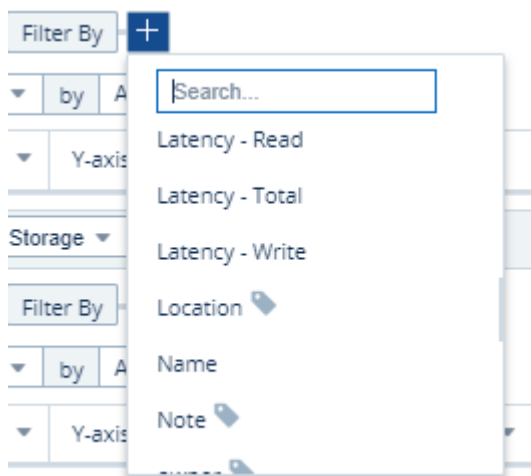 Filter By +
Search...
by A
Latency - Read
Y-axis
Latency - Total
Storage
Latency - Write
Filter By
Location
by A
Name
Note
Y-axis
owner